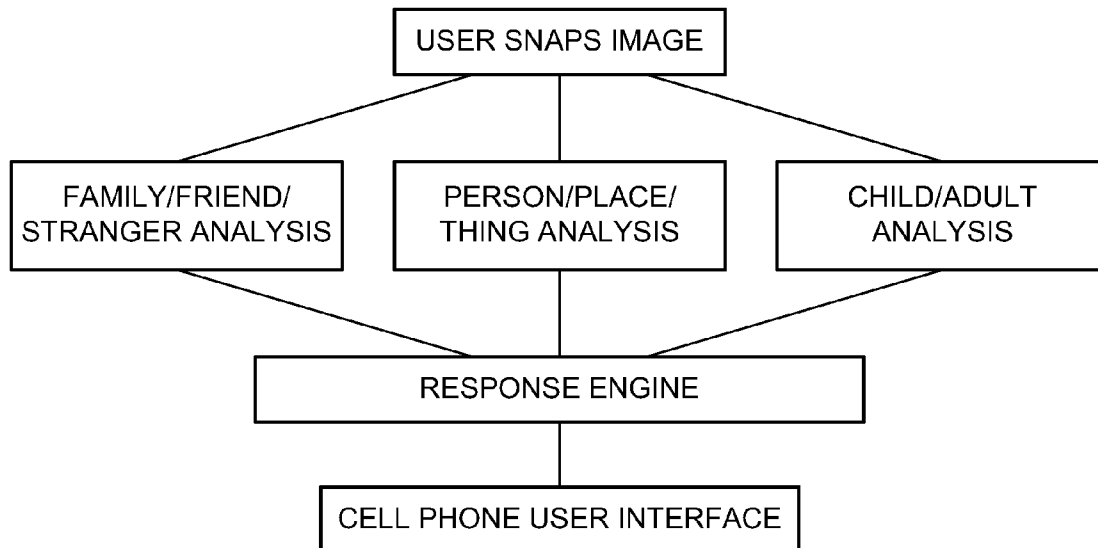 USER SNAPS IMAGE
FAMILY/FRIEND/
STRANGER ANALYSIS
PERSON/PLACE/
THING ANALYSIS
CHILD/ADULT
ANALYSIS
RESPONSE ENGINE
CELL PHONE USER INTERFACE